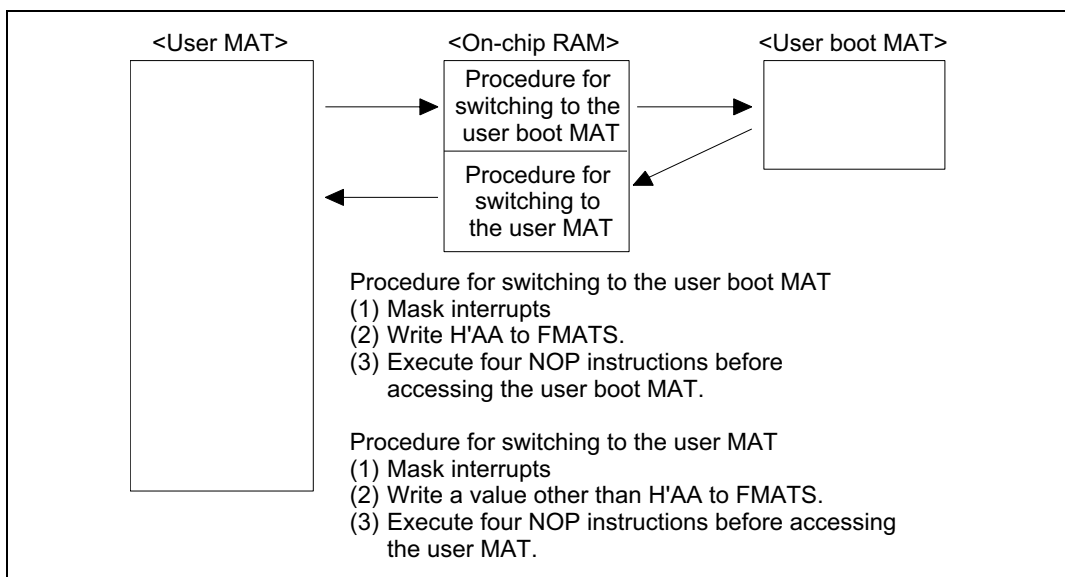 <User MAT>
<On-chip RAM>
<User boot MAT>
Procedure for
switching to the
user boot MAT
Procedure for
switching to
the user MAT
Procedure for switching to the user boot MAT
(1) Mask interrupts
(2) Write H'AA to FMATS.
(3) Execute four NOP instructions before
accessing the user boot MAT.
Procedure for switching to the user MAT
(1) Mask interrupts
(2) Write a value other than H'AA to FMATS.
(3) Execute four NOP instructions before accessing
the user MAT.